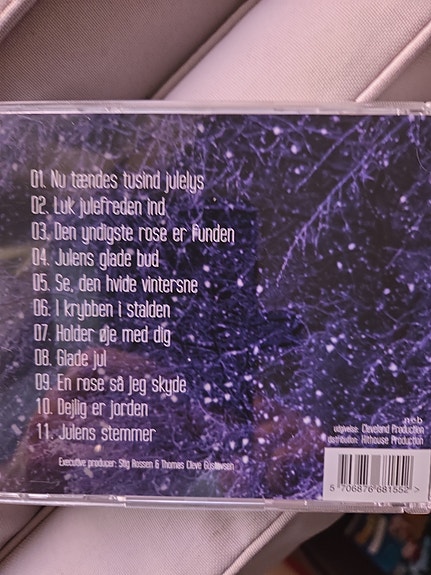 01. Nu tændes tusind julelys
02. Luk julefreden ind
03. Den yndigste rose er funden
04. Julens glade bud
05. Se, den hvide vintersne
06. I krybben i stalden
07. Holder øje med dig
08. Glade jul
09. En rose så jeg skyde
10. Dejlig er jorden
11. Julens stemmer
Executive producer: Stig Rossen & Thomas Cleve Gustavsen
n©b
udgivelse: Cleveland Production
distribution: Hithouse Production
5 706876 681552 >